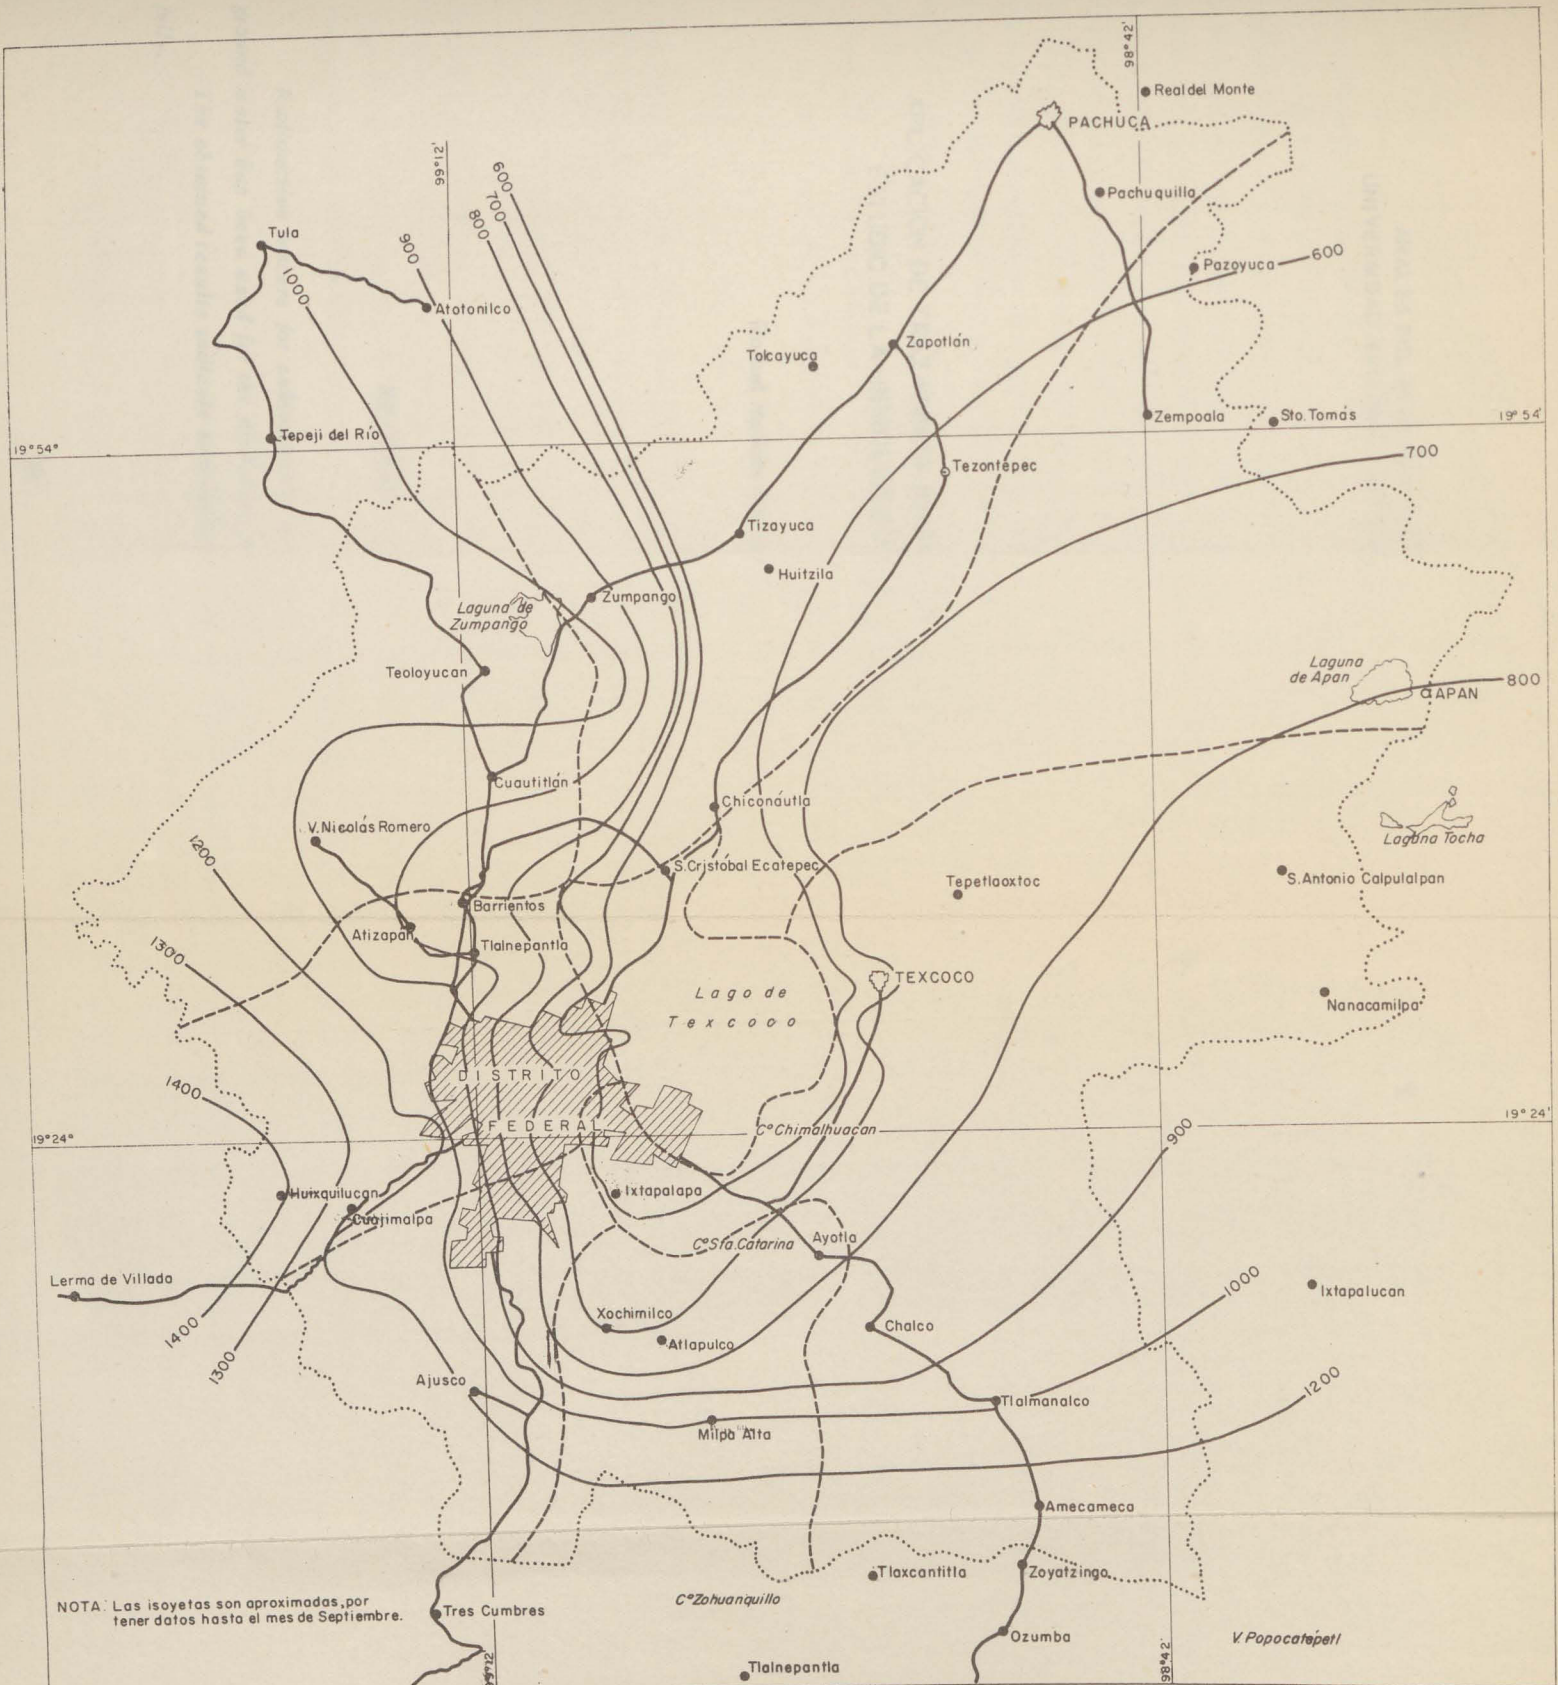 98°42'
Real del Monte
PACHUCA
99°12'
600
700
800
900
1000
Pachuquilla
Tula
Atotonilco
Pazoyuca
600
Zapotlán
Tolcayuca
Zempoala
Sto. Tomás
19°54'
Tepeji del Río
19°54°
Tezontepec
700
Tizayuca
Huitzila
Zumpango
Laguna de
Zumpango
Teoloyucan
Laguna
de Apan
APAN
800
Cuautitlán
Chiconáutla
V. Nicolás Romero
Laguna Tocha
1200
S. Cristóbal Ecatepec
Tepetlaoxtoc
S. Antonio Calpulalpan
Barrientos
Atizapán
Tlalnepantla
1300
TEXCOCO
Lago de
Texcoco
Nanacamilpa
1400
DISTRITO
FEDERAL
19°24°
C° Chimalhuacan
19°24'
900
Huixquilucan
Ixtapalapa
Cuajimalpa
C° Sta. Catarina
Ayotla
Lerma de Villada
1000
Ixtapalucan
Xochimilco
Atlapulco
Chalco
1400
1300
Ajusco
Tlalmanalco
1200
Milpa Alta
Amecameca
Tlaxcantitla
Zoyatzingo
C° Zohuanquillo
NOTA: Las isoyetas son aproximadas, por
tener datos hasta el mes de Septiembre.
Tres Cumbres
Ozumba
V. Popocatépetl
Tlalnepantla
98°42'